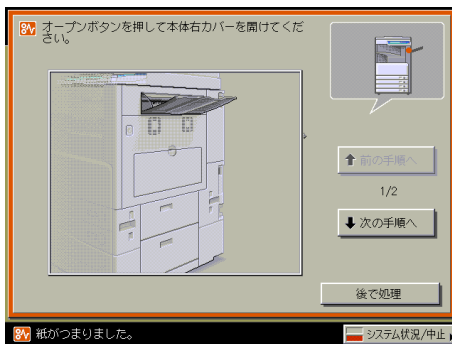 オープンボタンを押して本体右カバーを開けてくだ
さい。
前の手順へ
1/2
次の手順へ
後で処理
紙がつまりました。
システム状況/中止